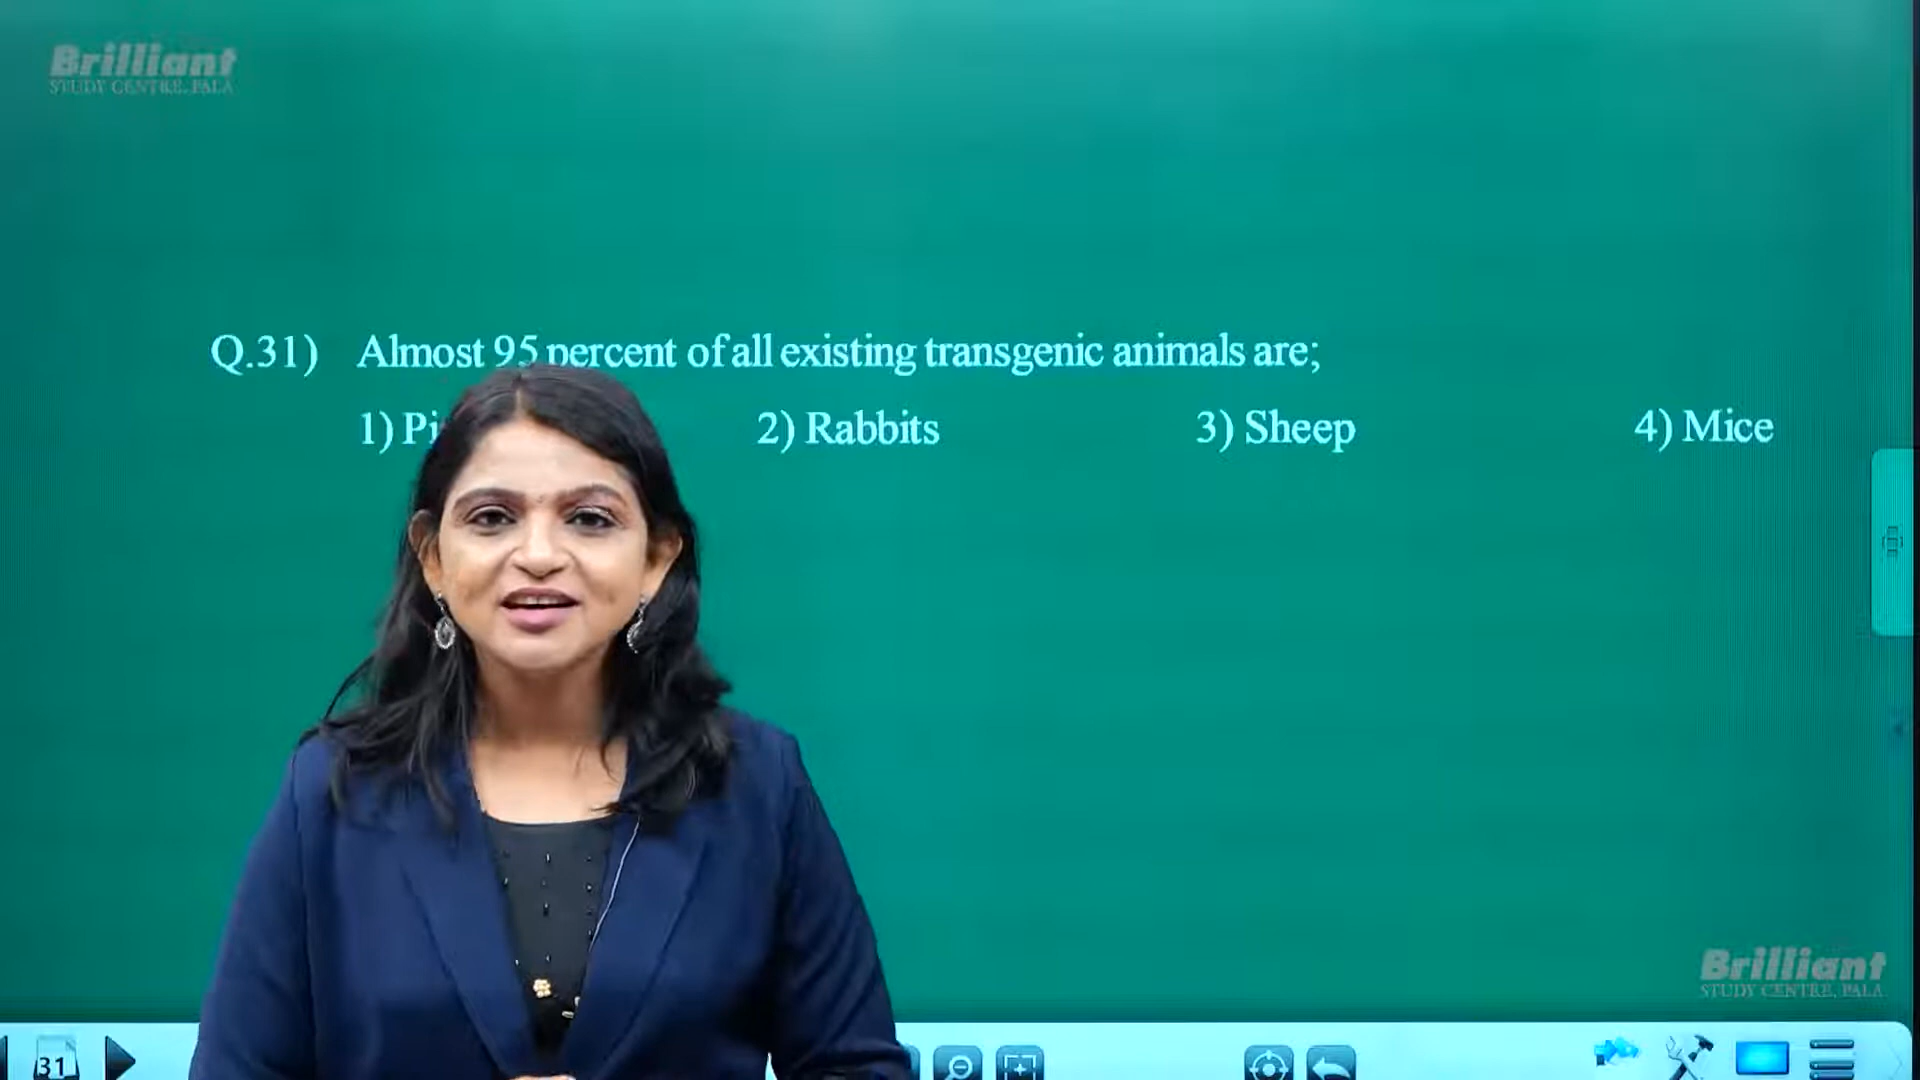 Brilliant
STUDY CENTRE, PALA
Q.31) Almost 95 percent of all existing transgenic animals are;
1) Pi 2) Rabbits 3) Sheep 4) Mice
Brilliant
STUDY CENTRE, PALA
31